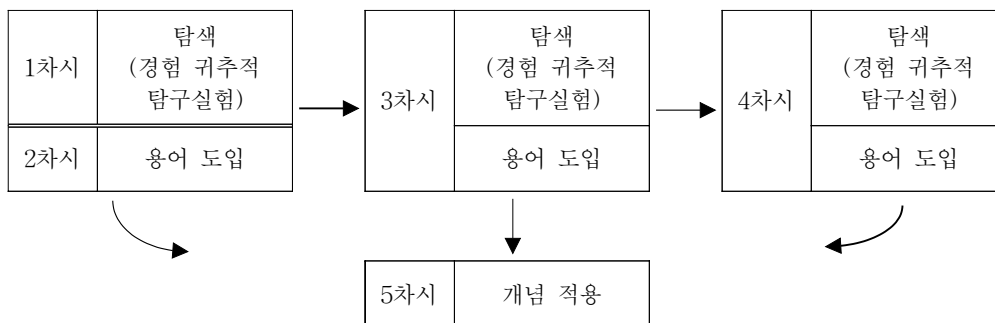 1차시
탐색
(경험 귀추적
탐구실험)
2차시
용어 도입
3차시
탐색
(경험 귀추적
탐구실험)
용어 도입
4차시
탐색
(경험 귀추적
탐구실험)
용어 도입
5차시
개념 적용